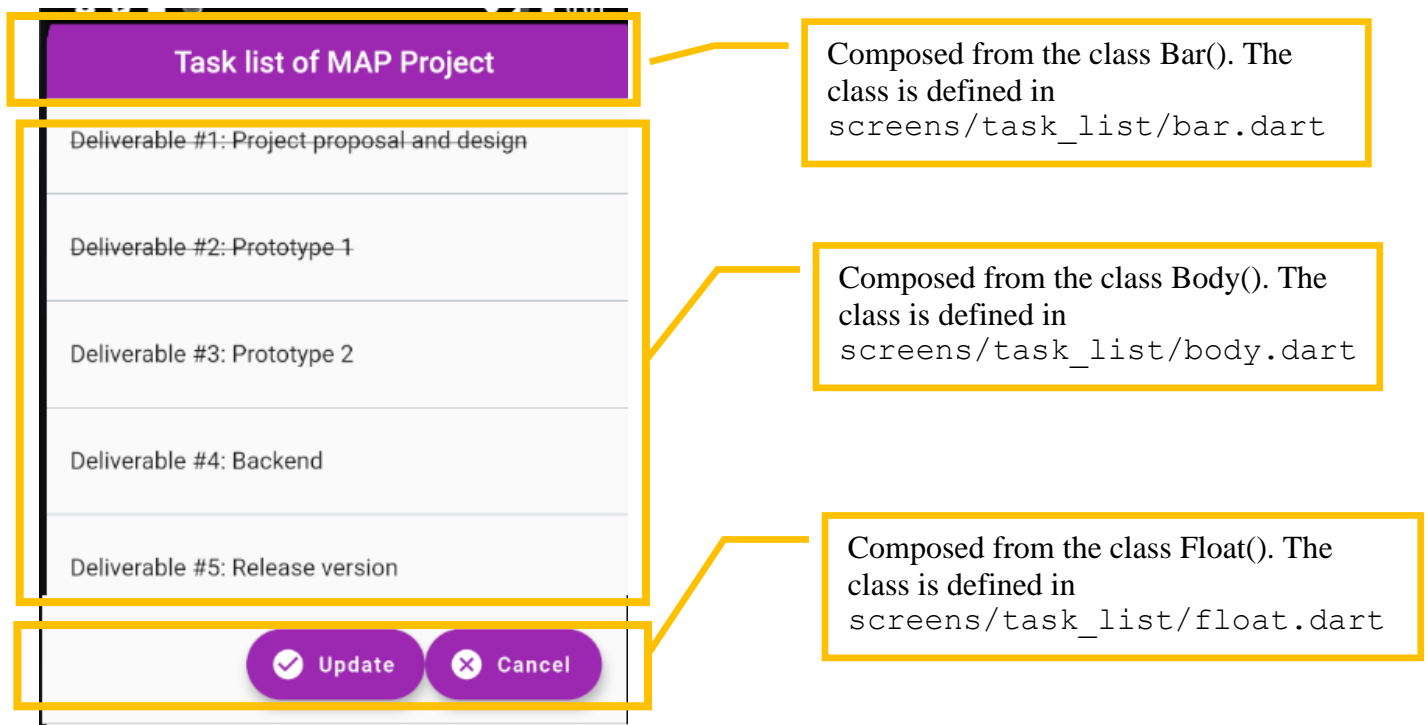 Task list of MAP Project
Deliverable #1: Project proposal and design
Deliverable #2: Prototype 1
Deliverable #3: Prototype 2
Deliverable #4: Backend
Deliverable #5: Release version
Update
Cancel
Composed from the class Bar(). The
class is defined in
screens/task_list/bar.dart
Composed from the class Body(). The
class is defined in
screens/task_list/body.dart
Composed from the class Float(). The
class is defined in
screens/task_list/float.dart